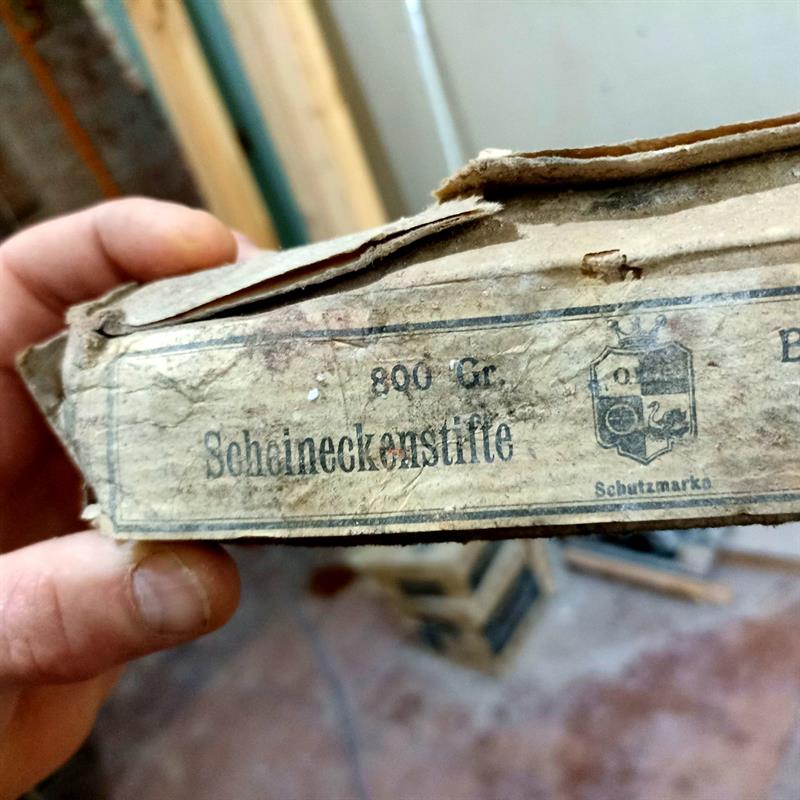 800 Gr.
Scheineckenstifte
Schutzmarke
B